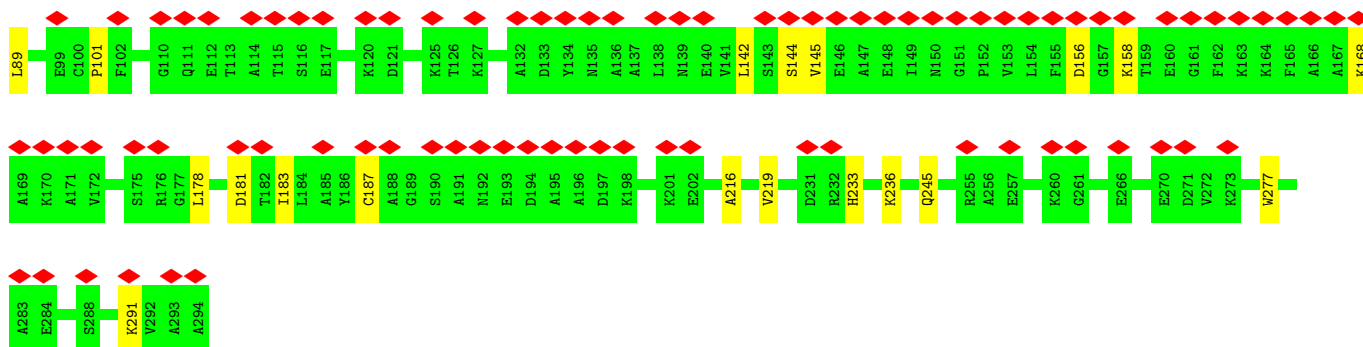 L89 E99 C100 P101 F102 G110 Q111 E112 T113 A114 T115 S116 E117 K120 D121 K125 T126 K127 A132 D133 Y134 N135 A136 A137 L138 N139 E140 V141 L142 S143 S144 V145 E146 A147 E148 I149 N150 G151 P152 V153 L154 F155 D156 G157 K158 T159 E160 G161 F162 K163 K164 F165 A166 A167 K168
A169 K170 A171 V172 S175 R176 G177 L178 D181 T182 I183 L184 A185 Y186 C187 A188 G189 S190 A191 N192 E193 D194 A195 A196 D197 K198 K201 E202 A216 V219 D231 R232 H233 K236 Q245 R255 A256 E257 K260 G261 E266 E270 D271 V272 K273 W277
A283 E284 S288 K291 V292 A293 A294